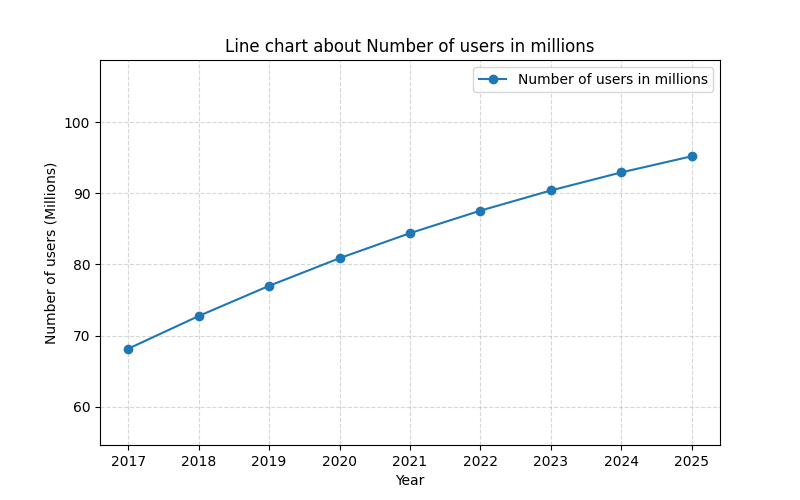 Line chart about Number of users in millions
Number of users in millions
Number of users (Millions)
100
90
80
70
60
2017 2018 2019 2020 2021 2022 2023 2024 2025
Year